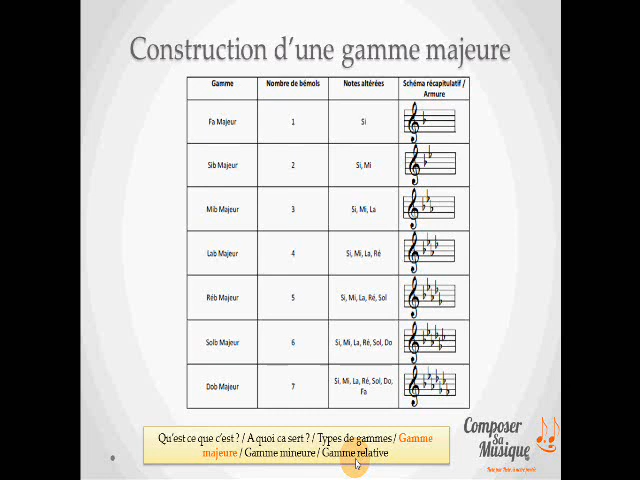 Construction d’une gamme majeure
Gamme Nombre de bémols Notes altérées Schéma récapitulatif /
Armure
Fa Majeur 1 Si
Sib Majeur 2 Si, Mi
Mib Majeur 3 Si, Mi, La
Lab Majeur 4 Si, Mi, La, Ré
Réb Majeur 5 Si, Mi, La, Ré, Sol
Solb Majeur 6 Si, Mi, La, Ré, Sol, Do
Dob Majeur 7 Si, Mi, La, Ré, Sol, Do,
Fa
Qu’est ce que c’est ? / A quoi ca sert ? / Types de gammes / Gamme
majeure / Gamme mineure / Gamme relative
Composer
Sa
Musique